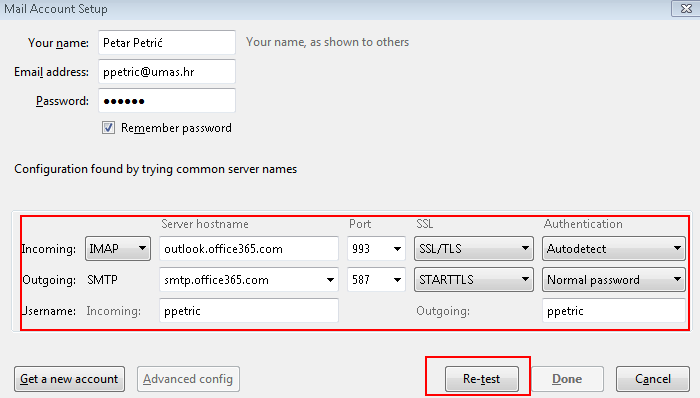 Mail Account Setup
Your name: Petar Petrić Your name, as shown to others
Email address: ppetric@umas.hr
Password: ••••••
Remember password
Configuration found by trying common server names
Server hostname Port SSL Authentication
Incoming: IMAP outlook.office365.com 993 SSL/TLS Autodetect
Outgoing: SMTP smtp.office365.com 587 STARTTLS Normal password
Username: Incoming: ppetric Outgoing: ppetric
Get a new account Advanced config Re-test Done Cancel